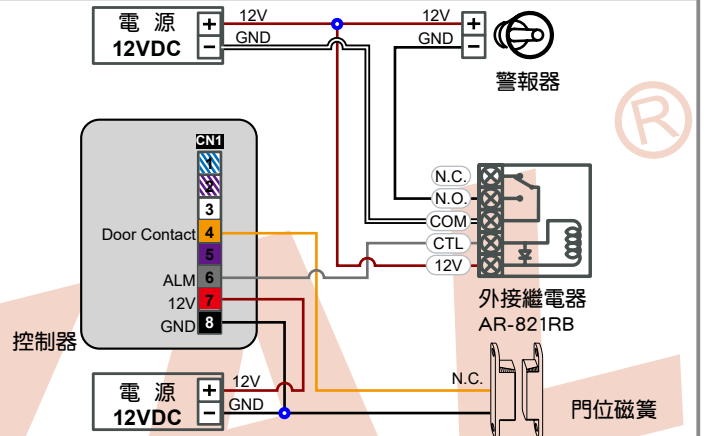 電 源
12VDC
+
−
12V
GND
12V
GND
+
−
警報器
®
CN1
1
2
3
4
5
6
7
8
Door Contact
ALM
12V
GND
控制器
N.C.
N.O.
COM
CTL
12V
外接繼電器
AR-821RB
電 源
12VDC
+
−
12V
GND
N.C.
門位磁簧